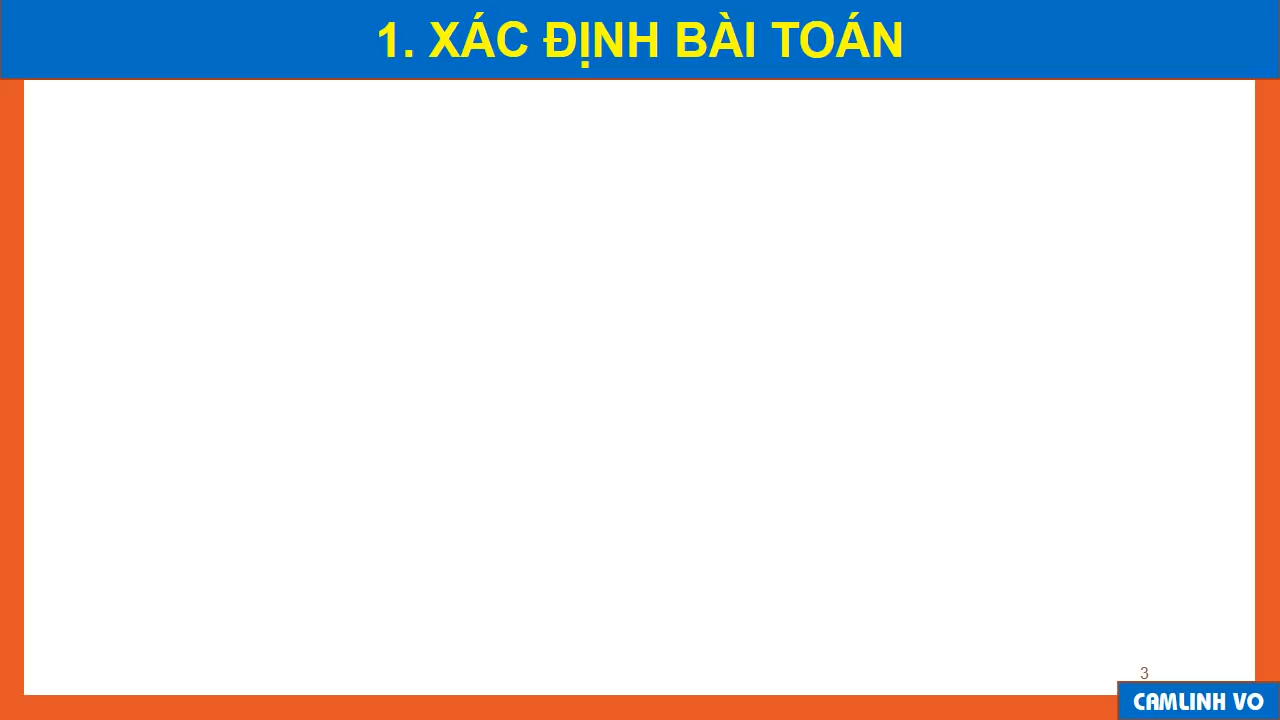 1. XÁC ĐỊNH BÀI TOÁN
3
CAMLINH VO